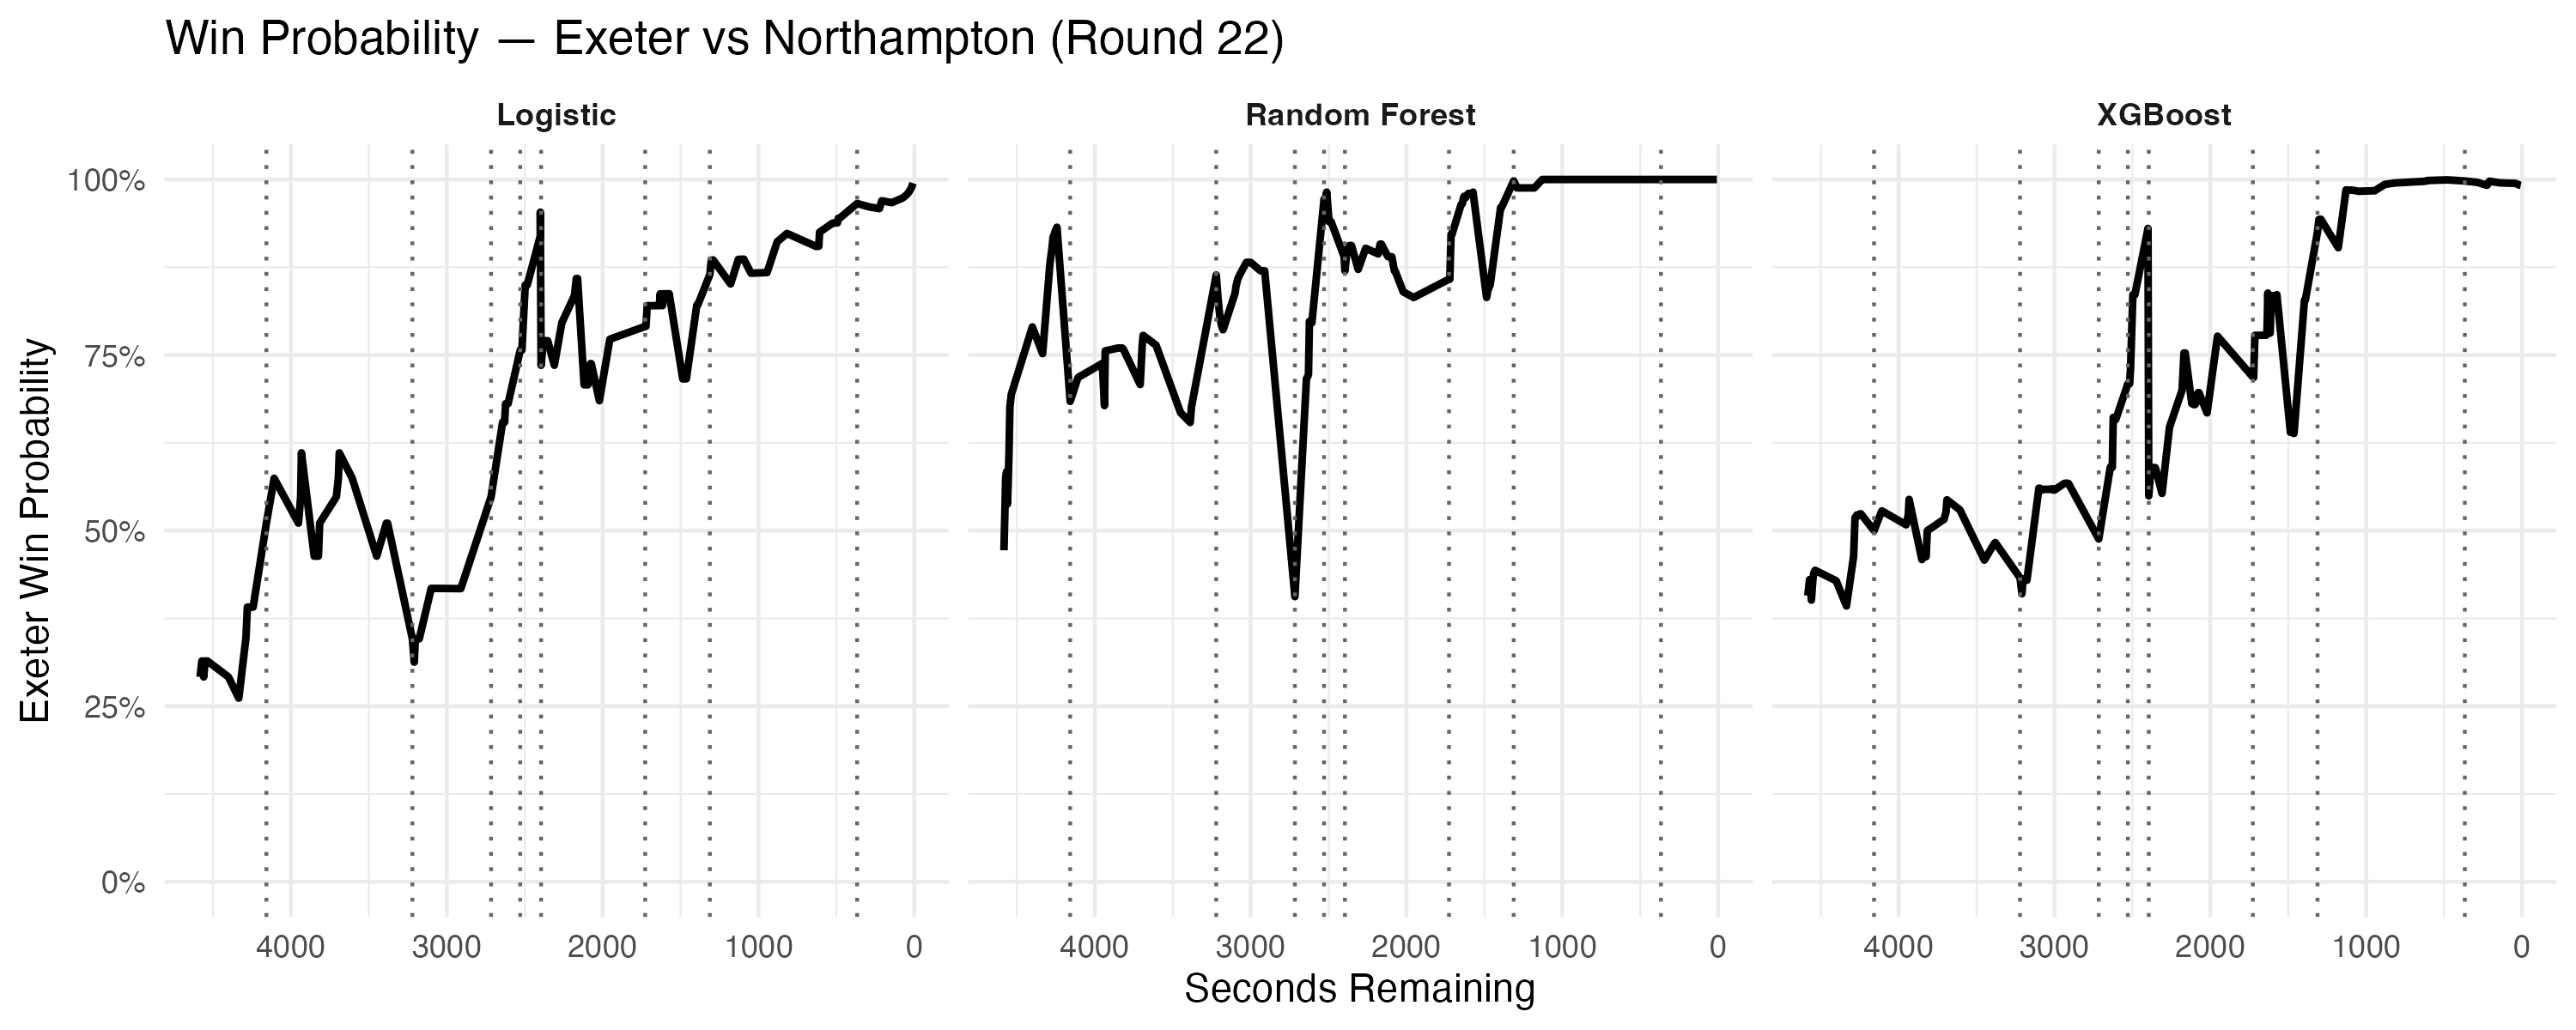 Win Probability — Exeter vs Northampton (Round 22)
Logistic
Random Forest
XGBoost
Exeter Win Probability
100%
75%
50%
25%
0%
4000 3000 2000 1000 0
4000 3000 2000 1000 0
4000 3000 2000 1000 0
Seconds Remaining